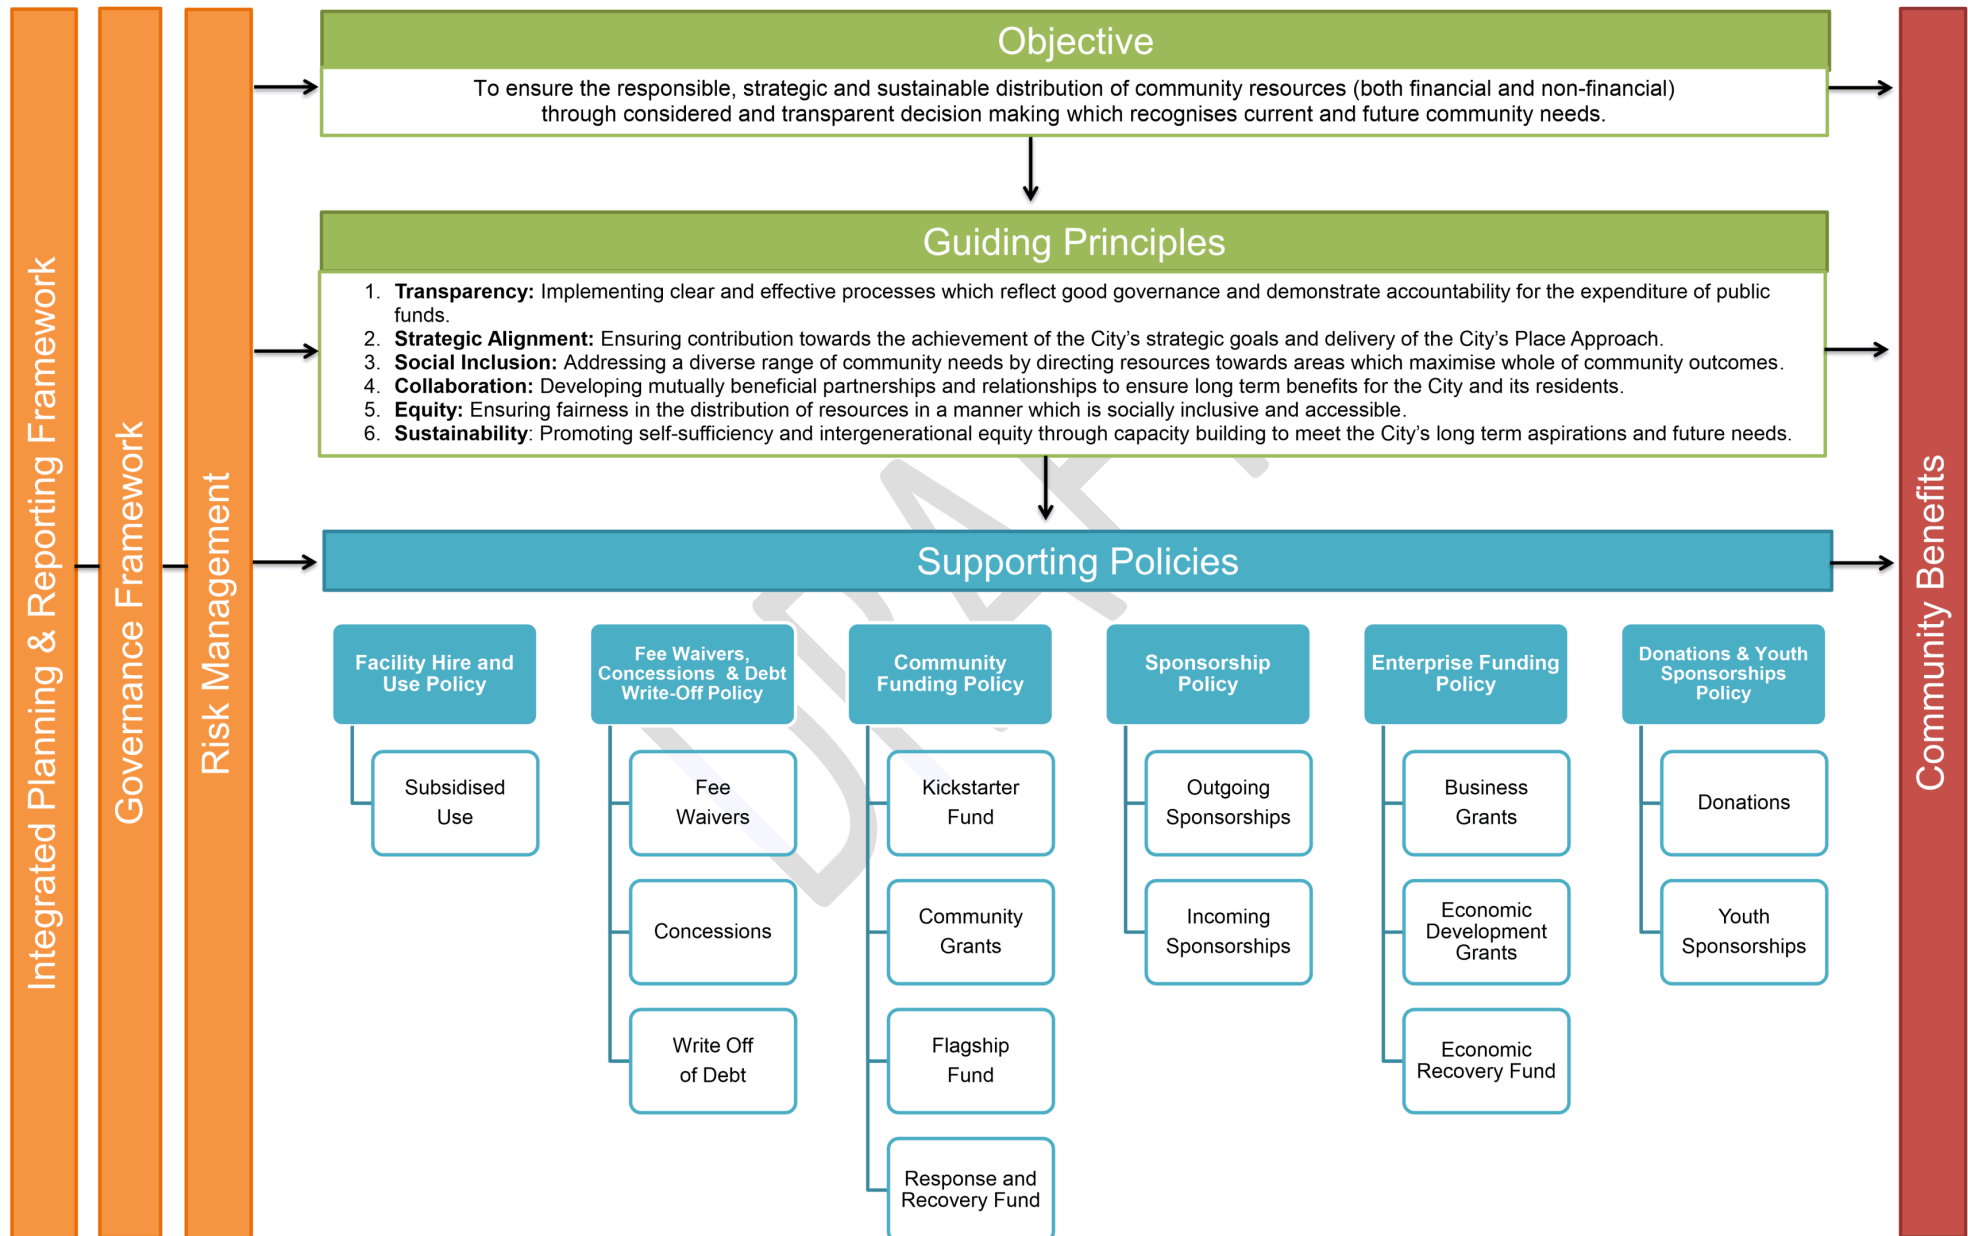 Integrated Planning & Reporting Framework
Governance Framework
Risk Management
Objective
To ensure the responsible, strategic and sustainable distribution of community resources (both financial and non-financial)
through considered and transparent decision making which recognises current and future community needs.
Guiding Principles
1. Transparency: Implementing clear and effective processes which reflect good governance and demonstrate accountability for the expenditure of public
funds.
2. Strategic Alignment: Ensuring contribution towards the achievement of the City's strategic goals and delivery of the City's Place Approach.
3. Social Inclusion: Addressing a diverse range of community needs by directing resources towards areas which maximise whole of community outcomes.
4. Collaboration: Developing mutually beneficial partnerships and relationships to ensure long term benefits for the City and its residents.
5. Equity: Ensuring fairness in the distribution of resources in a manner which is socially inclusive and accessible.
6. Sustainability: Promoting self-sufficiency and intergenerational equity through capacity building to meet the City's long term aspirations and future needs.
DRAFT
Supporting Policies
Facility Hire and
Use Policy
Subsidised
Use
Fee Waivers,
Concessions & Debt
Write-Off Policy
Fee
Waivers
Concessions
Write Off
of Debt
Community
Funding Policy
Kickstarter
Fund
Community
Grants
Flagship
Fund
Response and
Recovery Fund
Sponsorship
Policy
Outgoing
Sponsorships
Incoming
Sponsorships
Enterprise Funding
Policy
Business
Grants
Economic
Development
Grants
Economic
Recovery Fund
Donations & Youth
Sponsorships
Policy
Donations
Youth
Sponsorships
Community Benefits